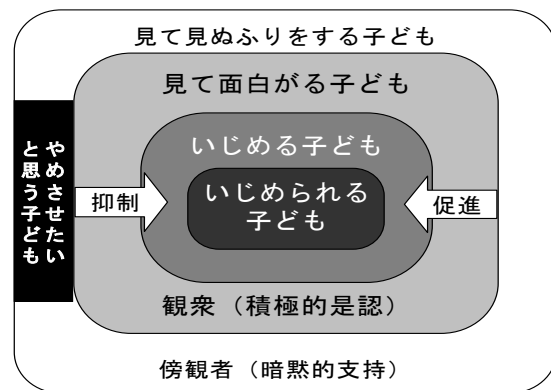 見て見ぬふりをする子ども
見て面白がる子ども
いじめる子ども
いじめられる
子ども
やめさせたい
と思う子ども
抑制
促進
観衆（積極的是認）
傍観者（暗黙的支持）